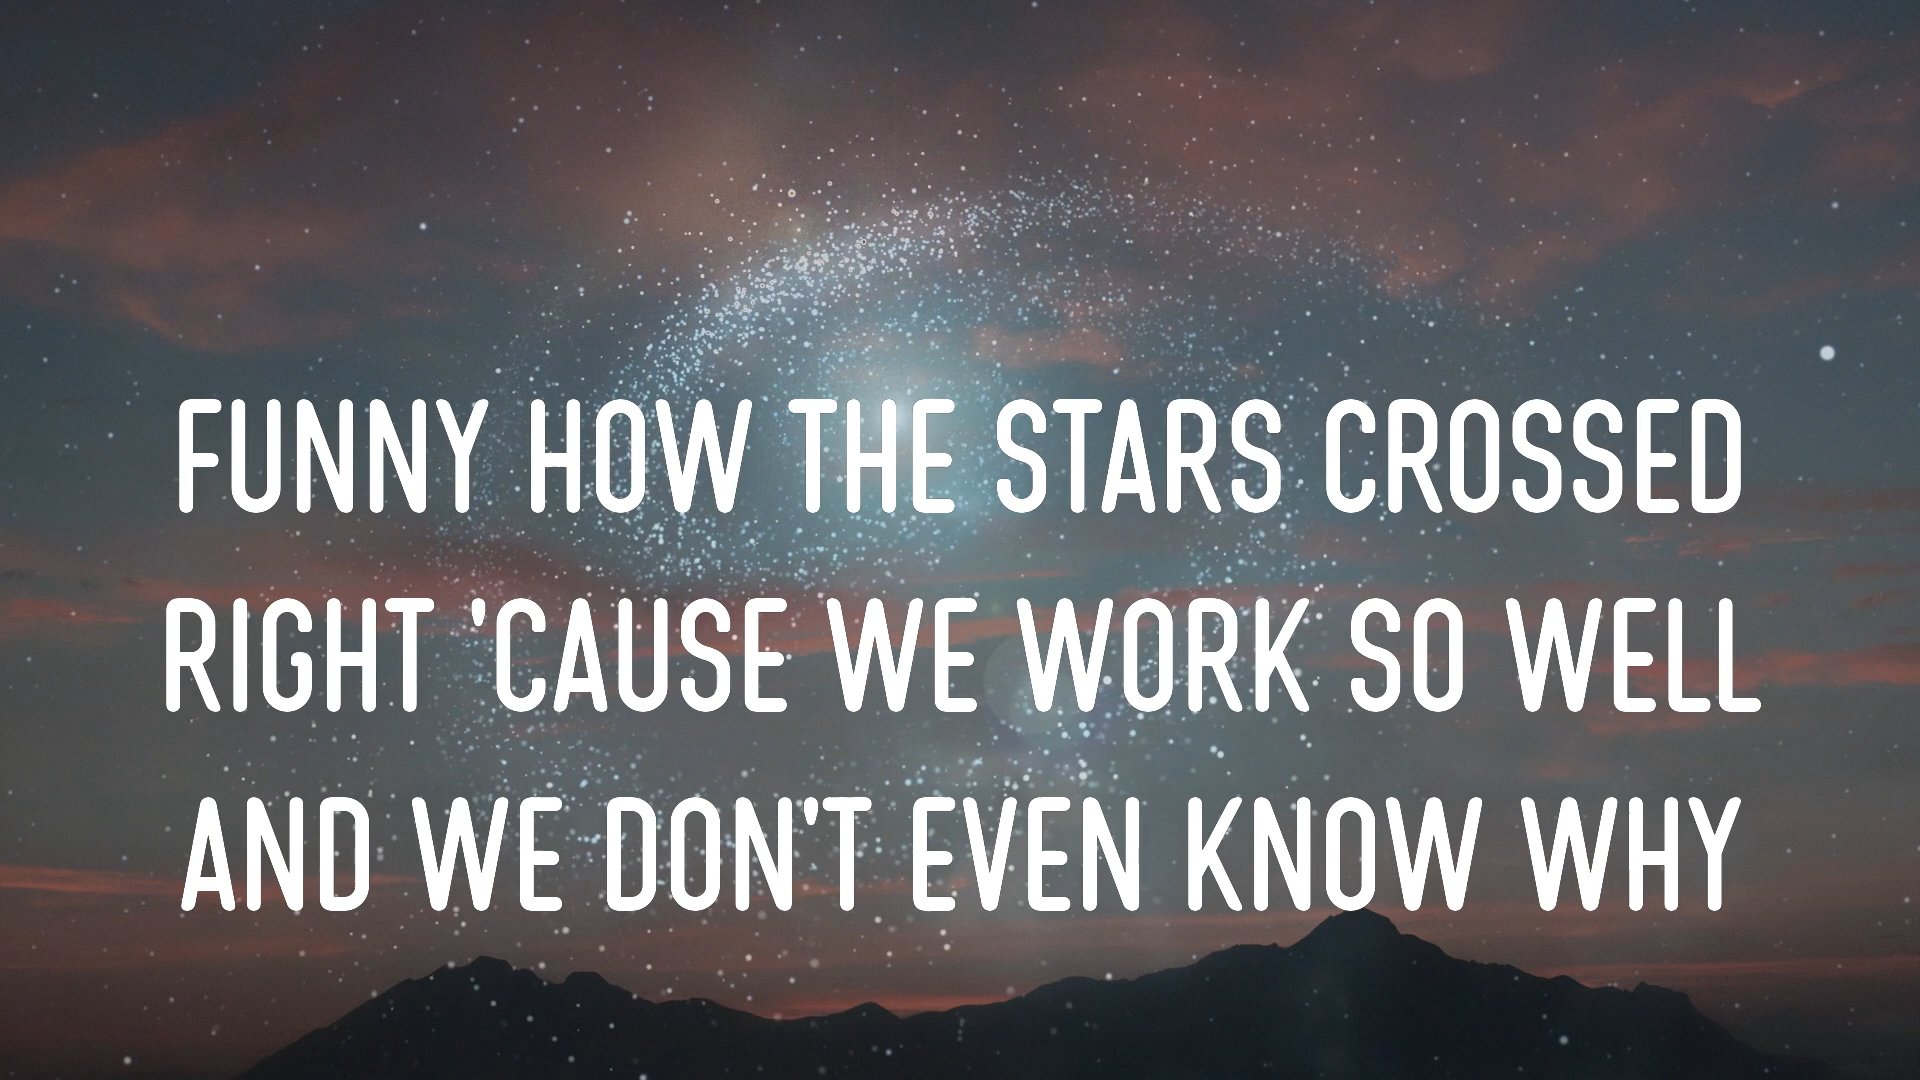 FUNNY HOW THE STARS CROSSED
RIGHT 'CAUSE WE WORK SO WELL
AND WE DON'T EVEN KNOW WHY